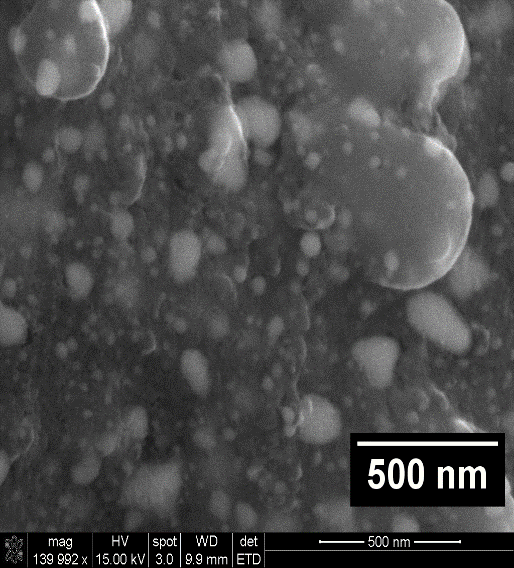 500 nm
mag HV spot WD det
139 992 x 15.00 kV 3.0 9.9 mm ETD
500 nm